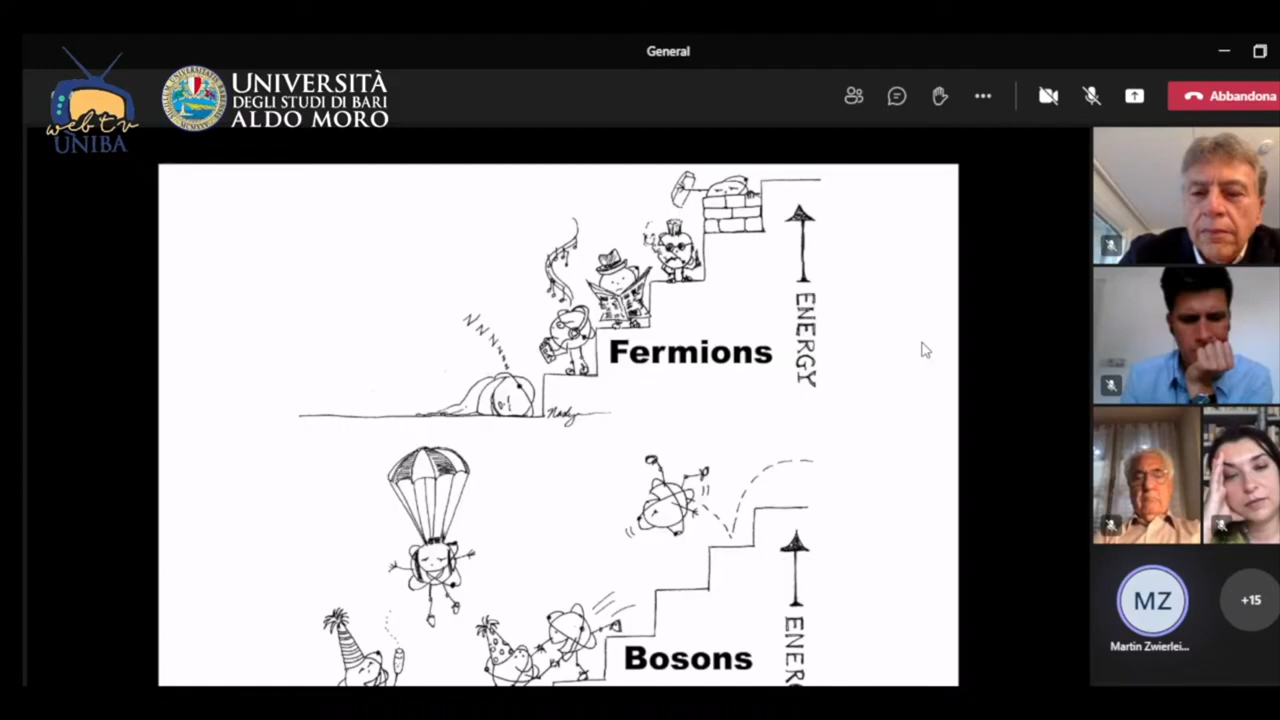 General
UNIVERSITÀ
DEGLI STUDI DI BARI
ALDO MORO
web tv
UNIBA
Abbandona
Fermions
ENERGY
NNNNN
Bosons
MZ
+15
Martin Zwierlei...